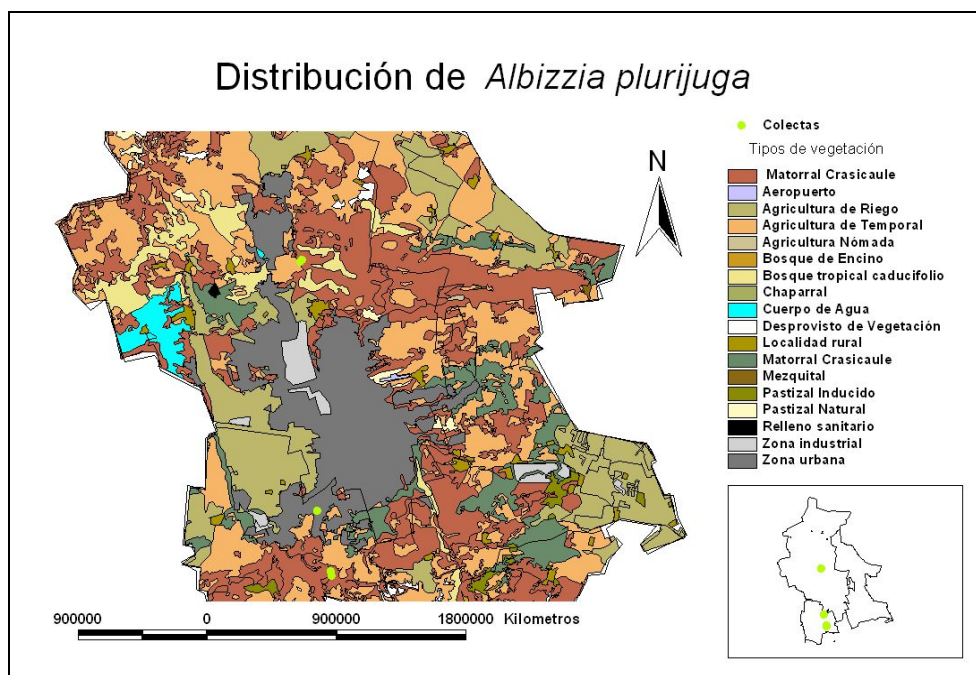 Distribución de Albizzia plurijuga
Colectas
Tipos de vegetación
Matorral Crasicaule
Aeropuerto
Agricultura de Riego
Agricultura de Temporal
Agricultura Nómada
Bosque de Encino
Bosque tropical caducifolio
Chaparral
Cuerpo de Agua
Desprovisto de Vegetación
Localidad rural
Matorral Crasicaule
Mezquital
Pastizal Inducido
Pastizal Natural
Relleno sanitario
Zona industrial
Zona urbana
N
900000 0 900000 1800000 Kilometros